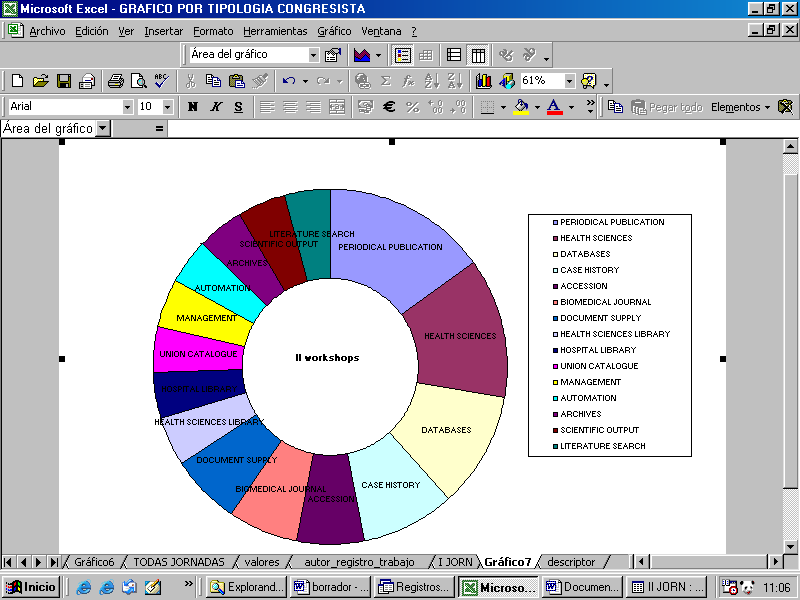 Microsoft Excel - GRAFICO POR TIPOLOGIA CONGRESISTA
Archivo Edición Ver Insertar Formato Herramientas Gráfico Ventana ?
Área del gráfico
61%
Arial 10 N K S € % Pegar todo Elementos
Área del gráfico =
LITERATURE SEARCH
SCIENTIFIC OUTPUT
PERIODICAL PUBLICATION
ARCHIVES
AUTOMATION
MANAGEMENT
HEALTH SCIENCES
UNION CATALOGUE
II workshops
HOSPITAL LIBRARY
HEALTH SCIENCES LIBRARY
DATABASES
DOCUMENT SUPPLY
CASE HISTORY
BIOMEDICAL JOURNAL
ACCESSION
PERIODICAL PUBLICATION
HEALTH SCIENCES
DATABASES
CASE HISTORY
ACCESSION
BIOMEDICAL JOURNAL
DOCUMENT SUPPLY
HEALTH SCIENCES LIBRARY
HOSPITAL LIBRARY
UNION CATALOGUE
MANAGEMENT
AUTOMATION
ARCHIVES
SCIENTIFIC OUTPUT
LITERATURE SEARCH
Gráfico6 TODAS JORNADAS valores autor_registro_trabajo I JORN Gráfico7 descriptor
Inicio Explorand... borrador - ... Registros... Microso... Documen... II JORN : ... 11:06